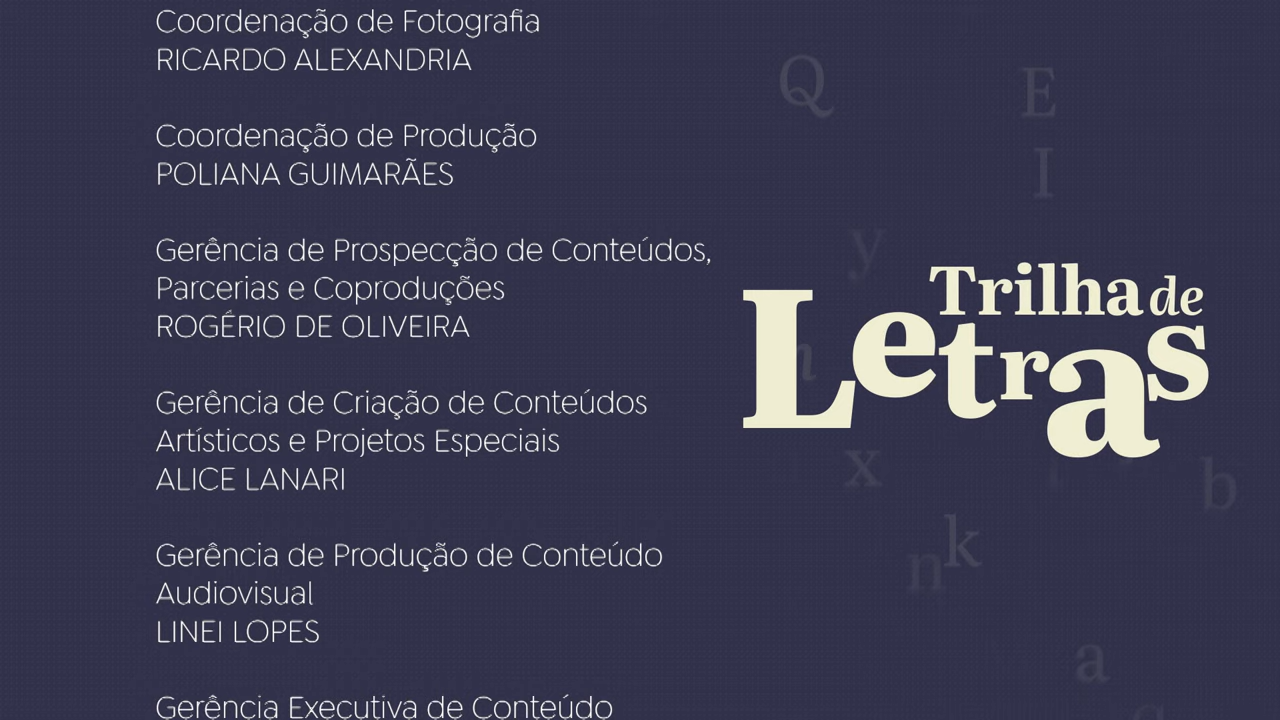 Coordenação de Fotografia
RICARDO ALEXANDRIA
Coordenação de Produção
POLIANA GUIMARÃES
Gerência de Prospecção de Conteúdos,
Parcerias e Coproduções
ROGÉRIO DE OLIVEIRA
Gerência de Criação de Conteúdos
Artísticos e Projetos Especiais
ALICE LANARI
Gerência de Produção de Conteúdo
Audiovisual
LINEI LOPES
Gerência Executiva de Conteúdo
Trilha de
Letras
Q
E
I
y
n
x
b
k
n
a